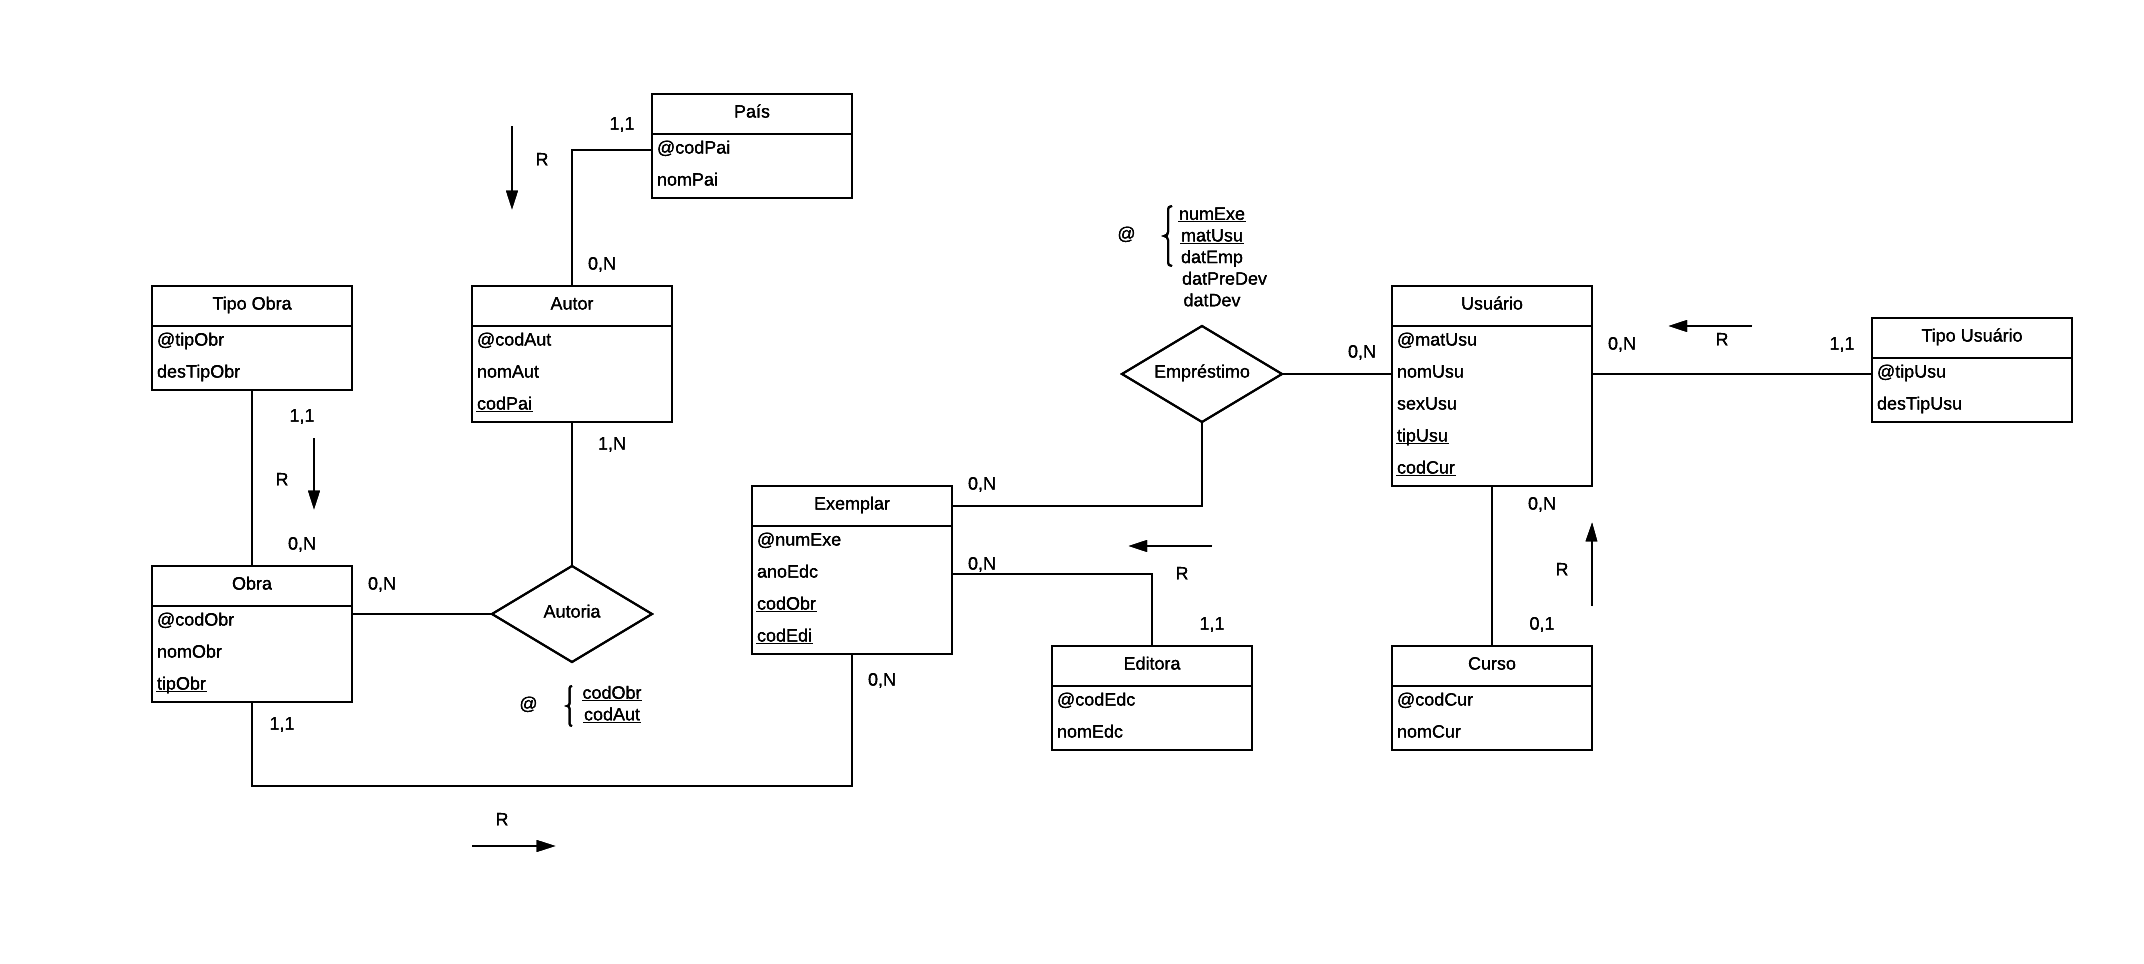 País
@codPai
nomPai
1,1
R
0,N
Tipo Obra
@tipObr
desTipObr
Autor
@codAut
nomAut
codPai
1,1
R
0,N
1,N
Obra
@codObr
nomObr
tipObr
0,N
Autoria
@
codObr
codAut
1,1
R
Exemplar
@numExe
anoEdc
codObr
codEdi
0,N
0,N
0,N
R
1,1
Editora
@codEdc
nomEdc
@
numExe
matUsu
datEmp
datPreDev
datDev
Empréstimo
0,N
Usuário
@matUsu
nomUsu
sexUsu
tipUsu
codCur
0,N
R
1,1
Tipo Usuário
@tipUsu
desTipUsu
0,N
R
0,1
Curso
@codCur
nomCur